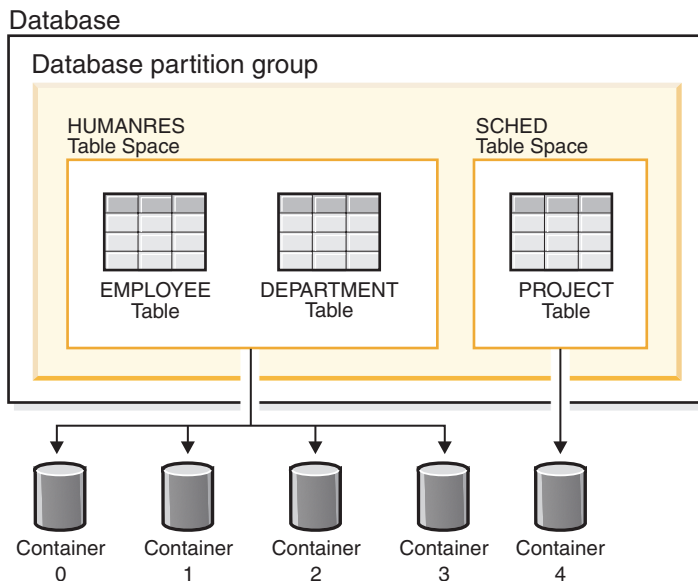 Database
Database partition group
HUMANRES
Table Space
SCHED
Table Space
EMPLOYEE
Table
DEPARTMENT
Table
PROJECT
Table
Container
0
Container
1
Container
2
Container
3
Container
4